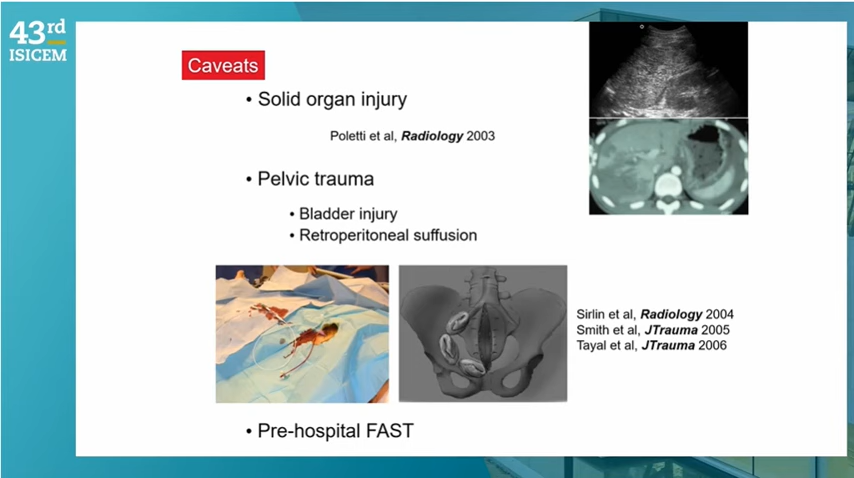 43rd
ISICEM
Caveats
• Solid organ injury
Poletti et al, Radiology 2003
• Pelvic trauma
• Bladder injury
• Retroperitoneal suffusion
Sirlin et al, Radiology 2004
Smith et al, JTrauma 2005
Tayal et al, JTrauma 2006
• Pre-hospital FAST